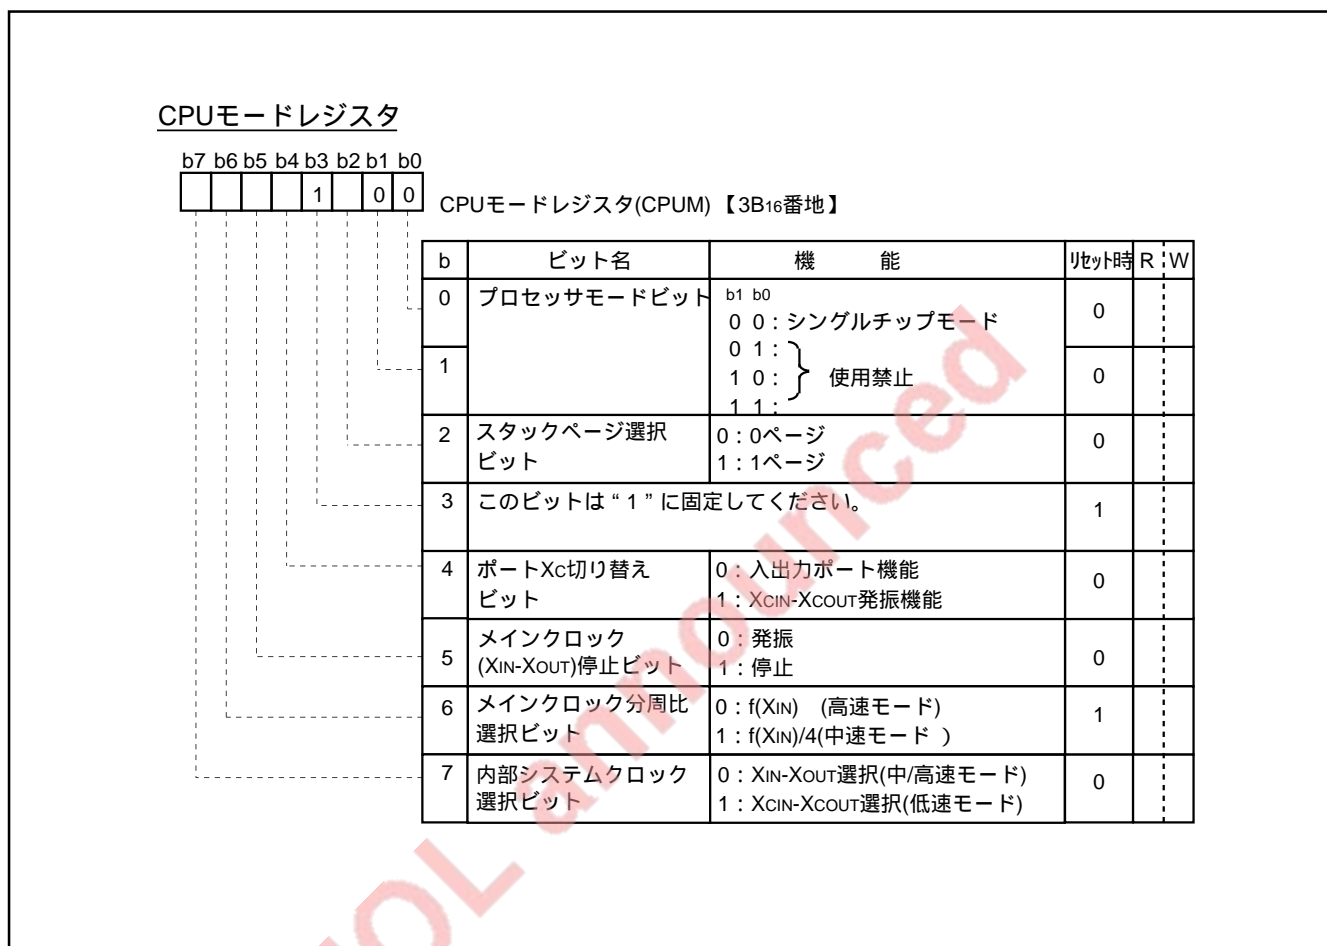 CPUモードレジスタ
b7 b6 b5 b4 b3 b2 b1 b0
1 0 0
CPUモードレジスタ(CPUM)【3B16番地】
b ビット名 機 能 リセット時 R W
0 プロセッサモードビット b1 b0
0 0：シングルチップモード 0
0 1：
1 1 0： 使用禁止 0
1 1：
2 スタックページ選択 0：0ページ 0
ビット 1：1ページ
3 このビットは“1”に固定してください。 1
4 ポートXC切り替え 0：入出力ポート機能 0
ビット 1：XCIN-XCOUT発振機能
メインクロック 0：発振
5 (XIN-XOUT)停止ビット 1：停止 0
6 メインクロック分周比 0：f(XIN) (高速モード) 1
選択ビット 1：f(XIN)/4(中速モード )
7 内部システムクロック 0：XIN-XOUT選択(中/高速モード) 0
選択ビット 1：XCIN-XCOUT選択(低速モード)
OL announced